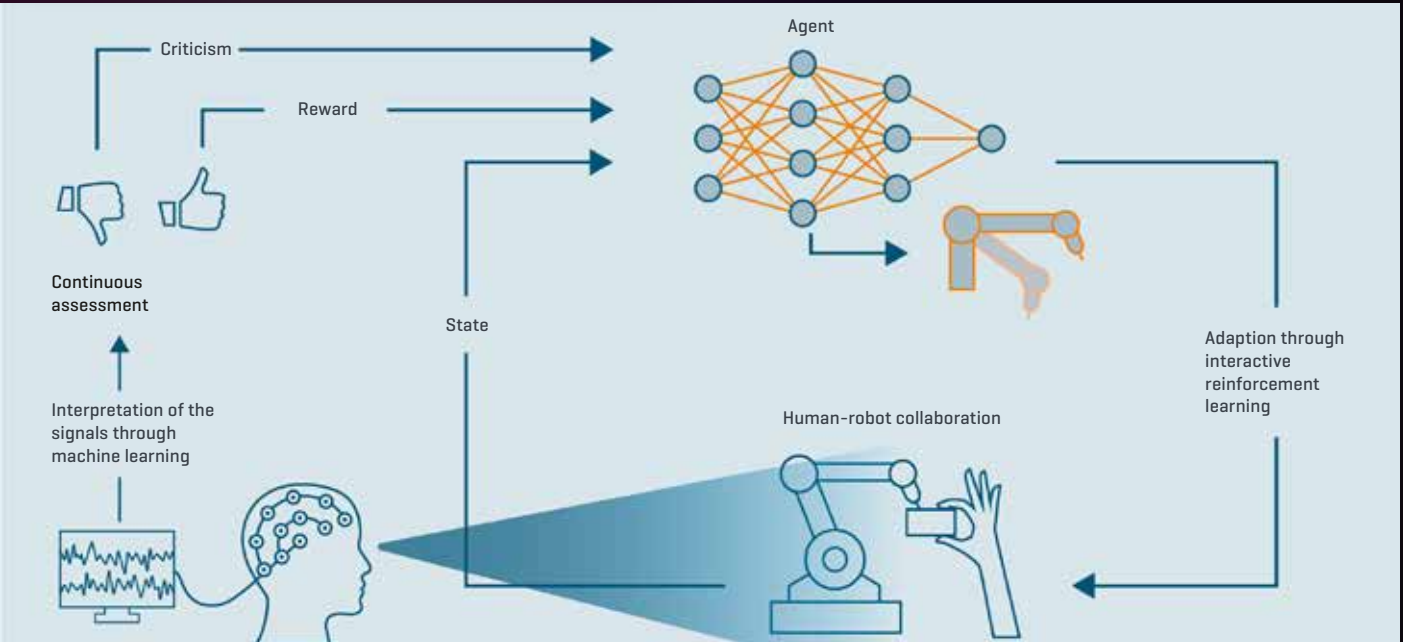 Agent
Criticism
Reward
Continuous
assessment
State
Adaption through
interactive
reinforcement
learning
Interpretation of the
signals through
machine learning
Human-robot collaboration